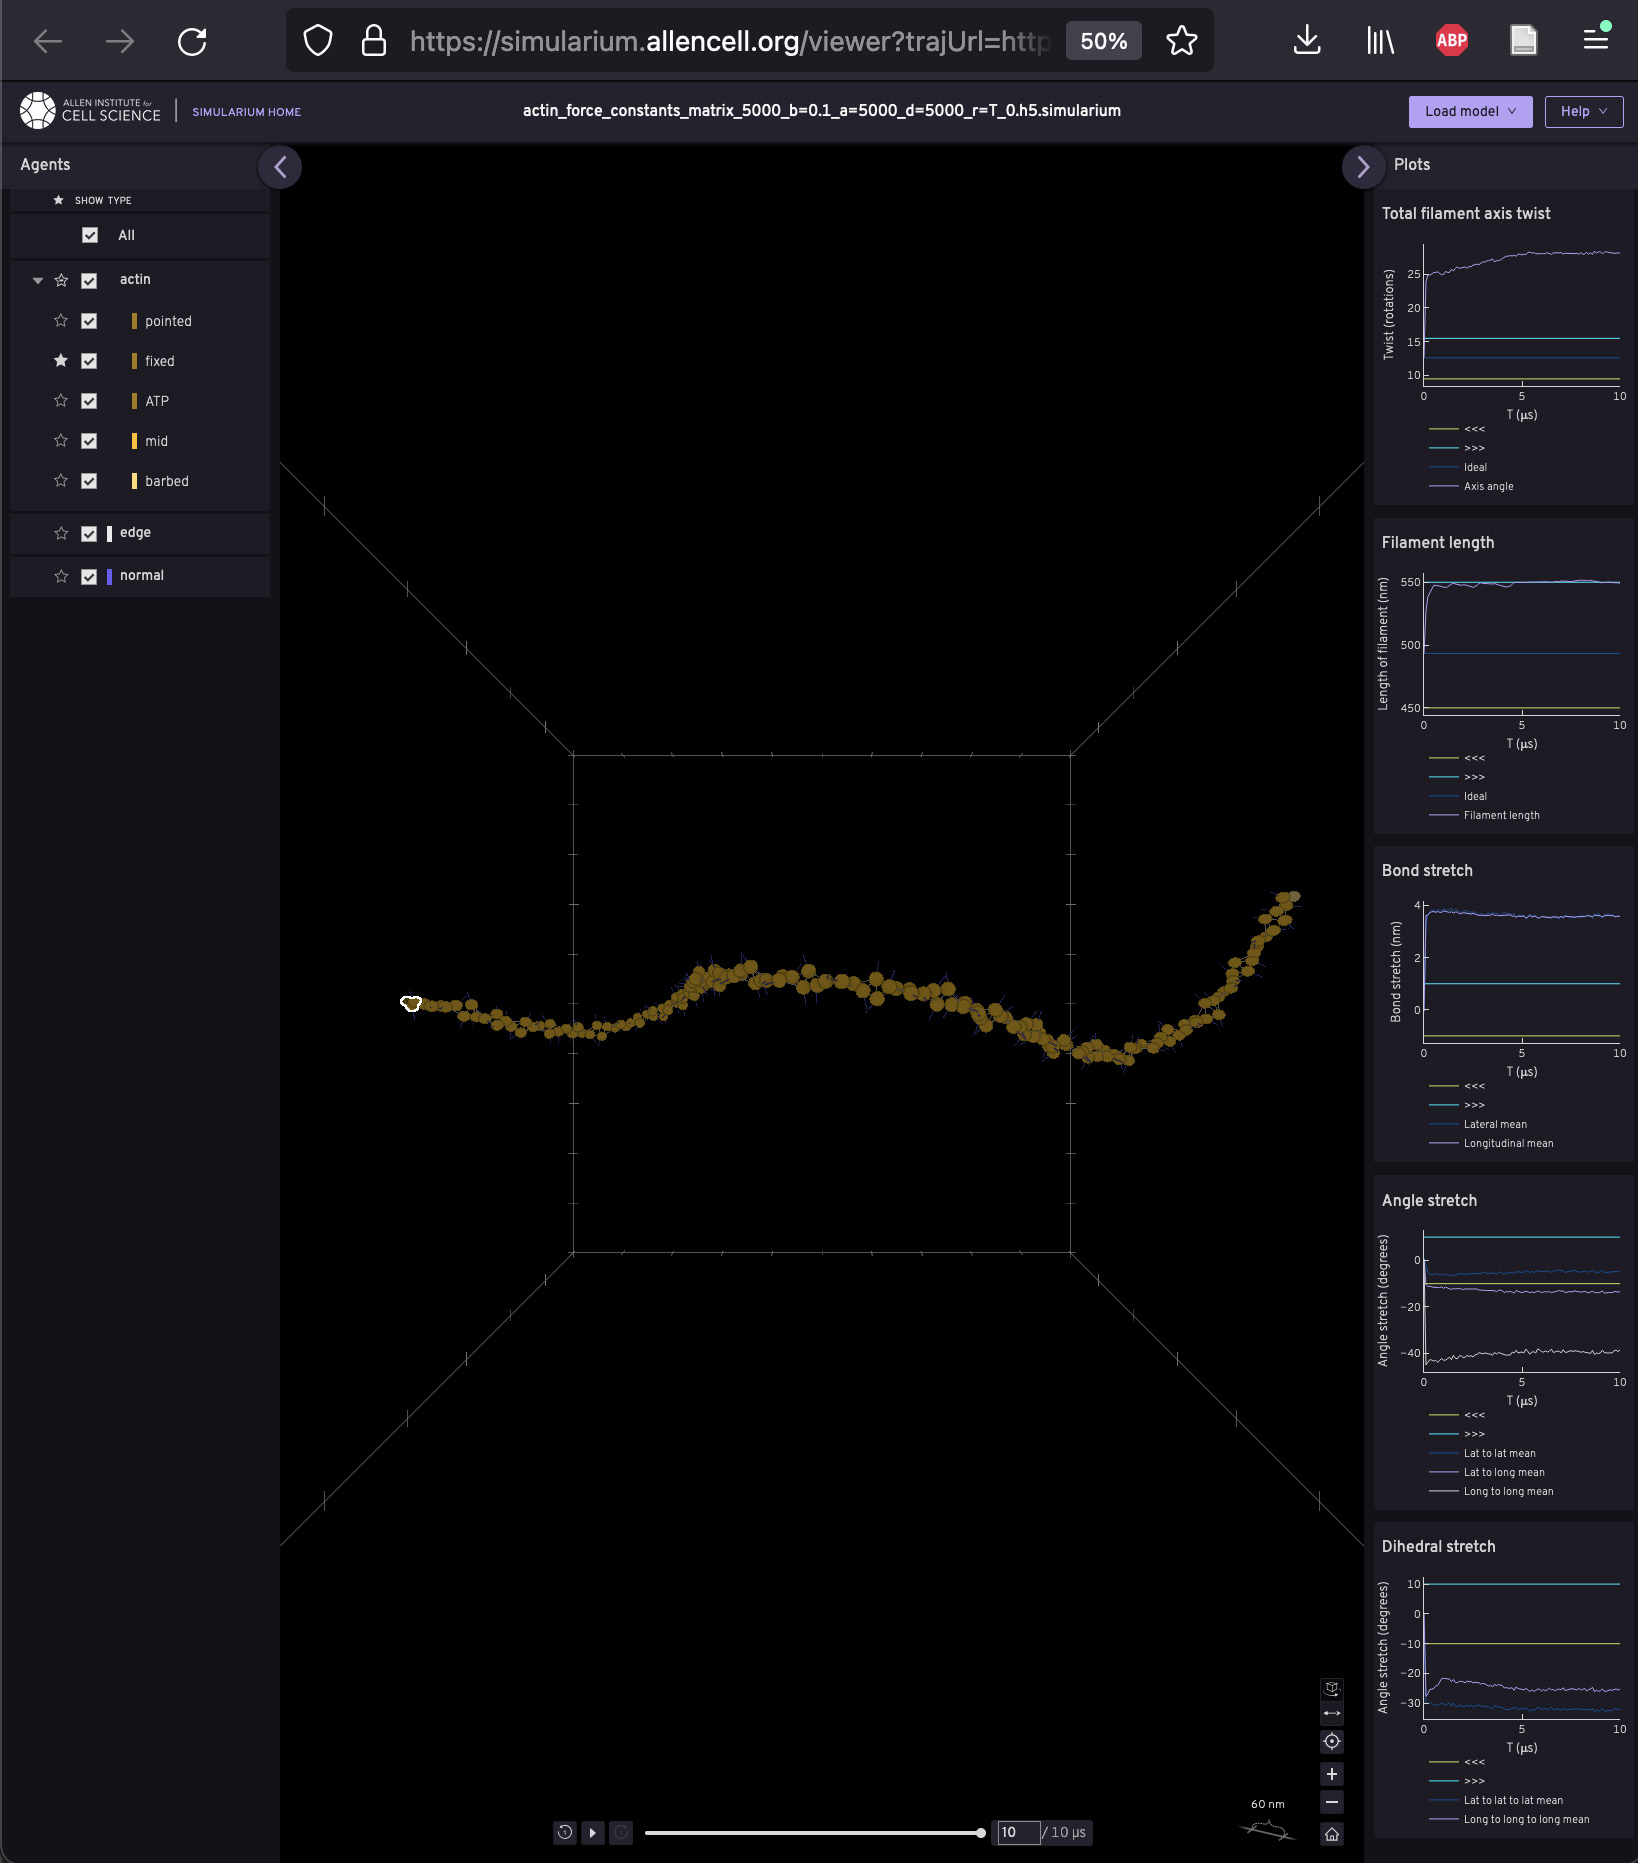 https://simularium.allencell.org/viewer?trajUrl=http
50%
ABP
ALLEN INSTITUTE for
CELL SCIENCE
SIMULARIUM HOME
actin_force_constants_matrix_5000_b=0.1_a=5000_d=5000_r=T_0.h5.simularium
Load model
Help
Agents
SHOW TYPE
All
actin
pointed
fixed
ATP
mid
barbed
edge
normal
Plots
Total filament axis twist
Twist (rotations)
25
20
15
10
0
5
10
T (μs)
<<<
>>>
Ideal
Axis angle
Filament length
Length of filament (nm)
550
500
450
0
5
10
T (μs)
<<<
>>>
Ideal
Filament length
Bond stretch
Bond stretch (nm)
4
2
0
0
5
10
T (μs)
<<<
>>>
Lateral mean
Longitudinal mean
Angle stretch
Angle stretch (degrees)
0
−20
−40
0
5
10
T (μs)
<<<
>>>
Lat to lat mean
Lat to long mean
Long to long mean
Dihedral stretch
Angle stretch (degrees)
10
0
−10
−20
−30
0
5
10
T (μs)
<<<
>>>
Lat to lat to lat mean
Long to long to long mean
60 nm
10 / 10 μs